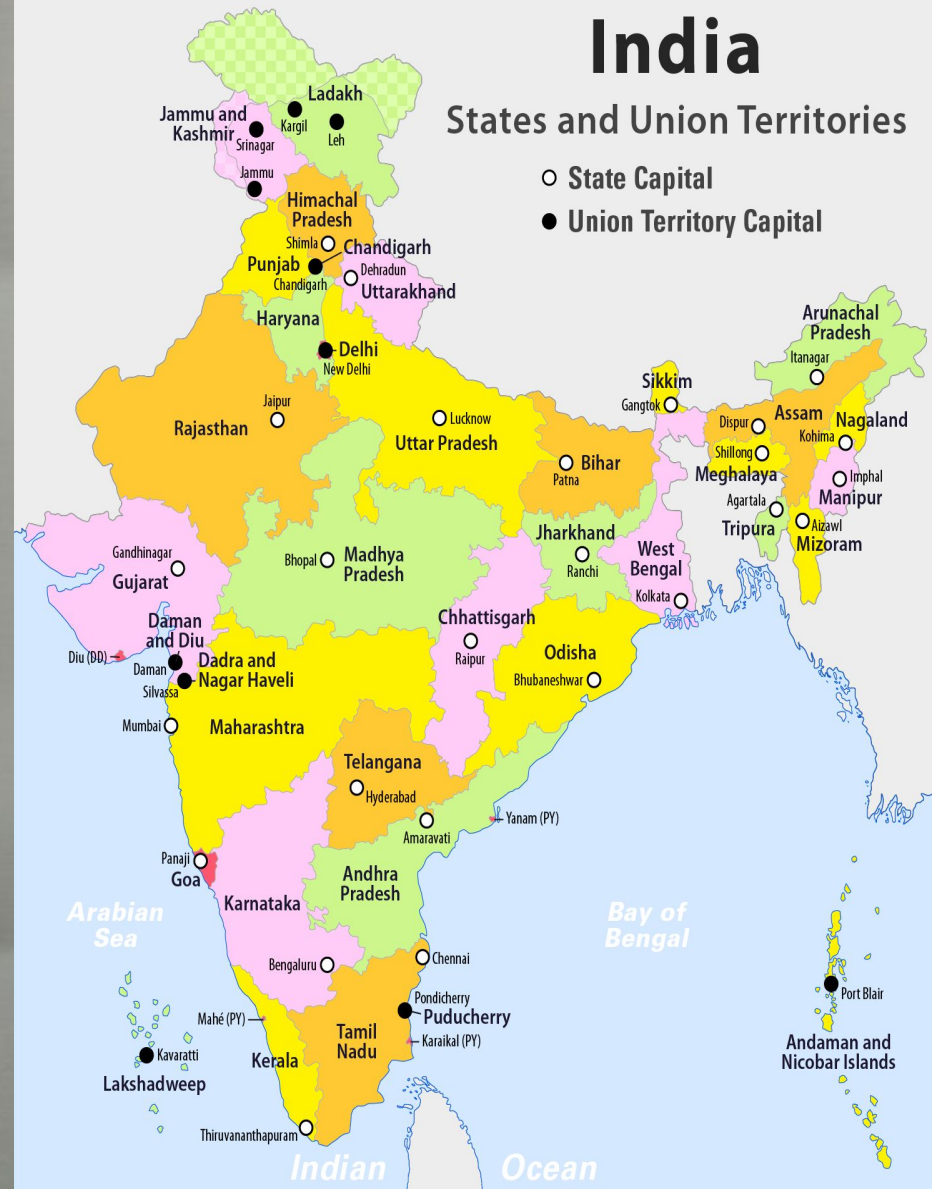 India
States and Union Territories
State Capital
Union Territory Capital
Ladakh
Kargil
Leh
Jammu and
Kashmir
Srinagar
Jammu
Himachal
Pradesh
Shimla
Chandigarh
Punjab
Chandigarh
Dehradun
Uttarakhand
Haryana
Delhi
New Delhi
Arunachal
Pradesh
Itanagar
Sikkim
Gangtok
Jaipur
Rajasthan
Lucknow
Uttar Pradesh
Dispur
Assam
Nagaland
Kohima
Shillong
Meghalaya
Bihar
Patna
Imphal
Manipur
Agartala
Tripura
Aizawl
Mizoram
Gandhinagar
Gujarat
Bhopal
Madhya
Pradesh
Jharkhand
Ranchi
West
Bengal
Kolkata
Daman
and Diu
Diu (DD)
Daman
Dadra and
Nagar Haveli
Silvassa
Chhattisgarh
Raipur
Odisha
Bhubaneshwar
Mumbai
Maharashtra
Telangana
Hyderabad
Amaravati
Yanam (PY)
Panaji
Goa
Andhra
Pradesh
Karnataka
Arabian
Sea
Bay of
Bengal
Bengaluru
Chennai
Port Blair
Pondicherry
Puducherry
Mahé (PY)
Karaikal (PY)
Tamil
Nadu
Kerala
Kavaratti
Lakshadweep
Andaman and
Nicobar Islands
Thiruvananthapuram
Indian Ocean